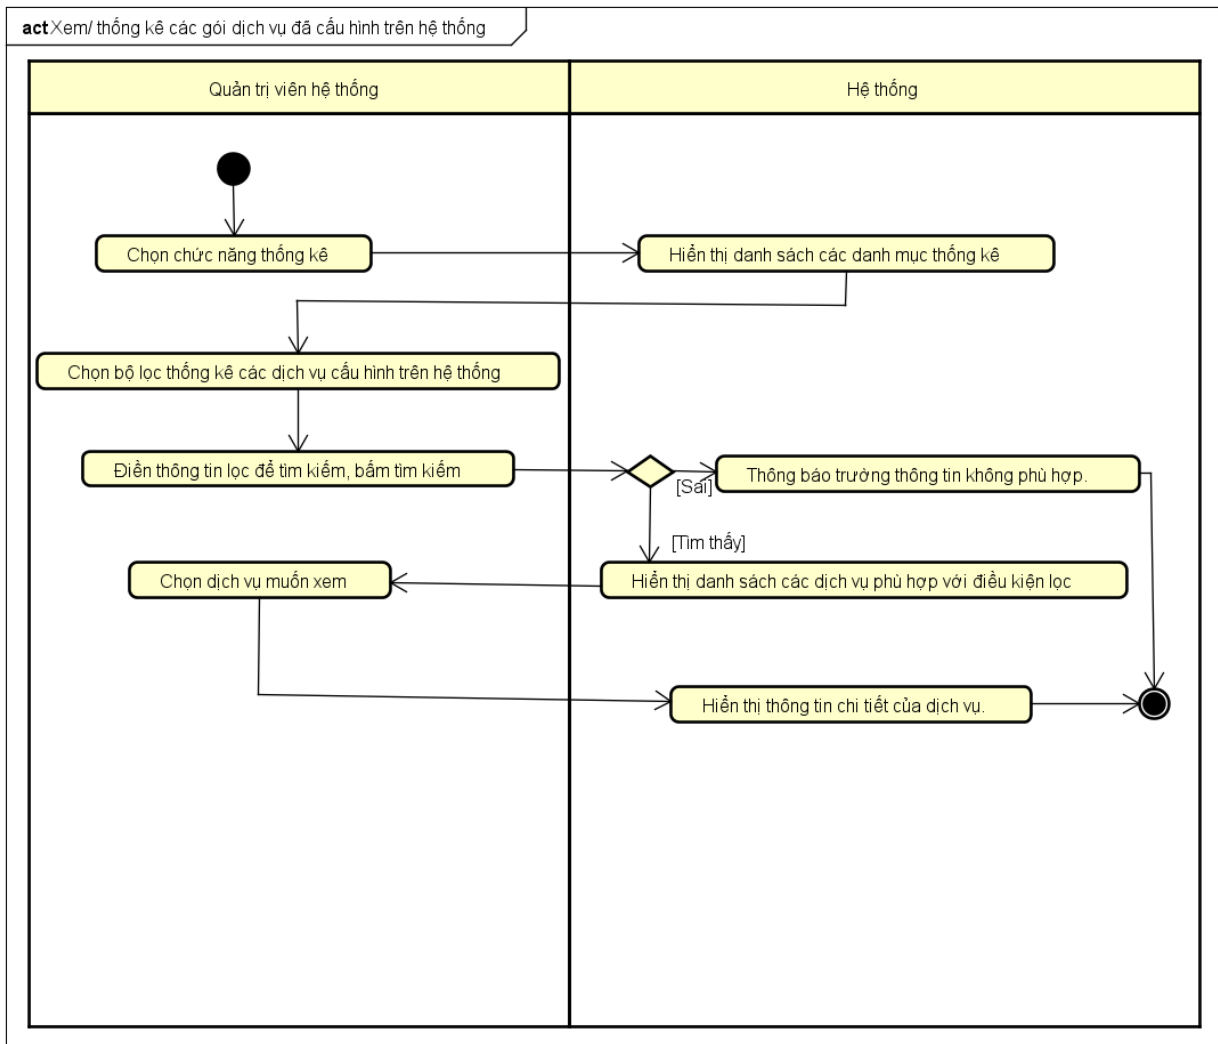 act Xem/ thống kê các gói dịch vụ đã cấu hình trên hệ thống
Quản trị viên hệ thống
Hệ thống
Chọn chức năng thống kê
Hiển thị danh sách các danh mục thống kê
Chọn bộ lọc thống kê các dịch vụ cấu hình trên hệ thống
Điền thông tin lọc để tìm kiếm, bấm tìm kiếm
[Sai]
Thông báo trường thông tin không phù hợp.
[Tìm thấy]
Chọn dịch vụ muốn xem
Hiển thị danh sách các dịch vụ phù hợp với điều kiện lọc
Hiển thị thông tin chi tiết của dịch vụ.